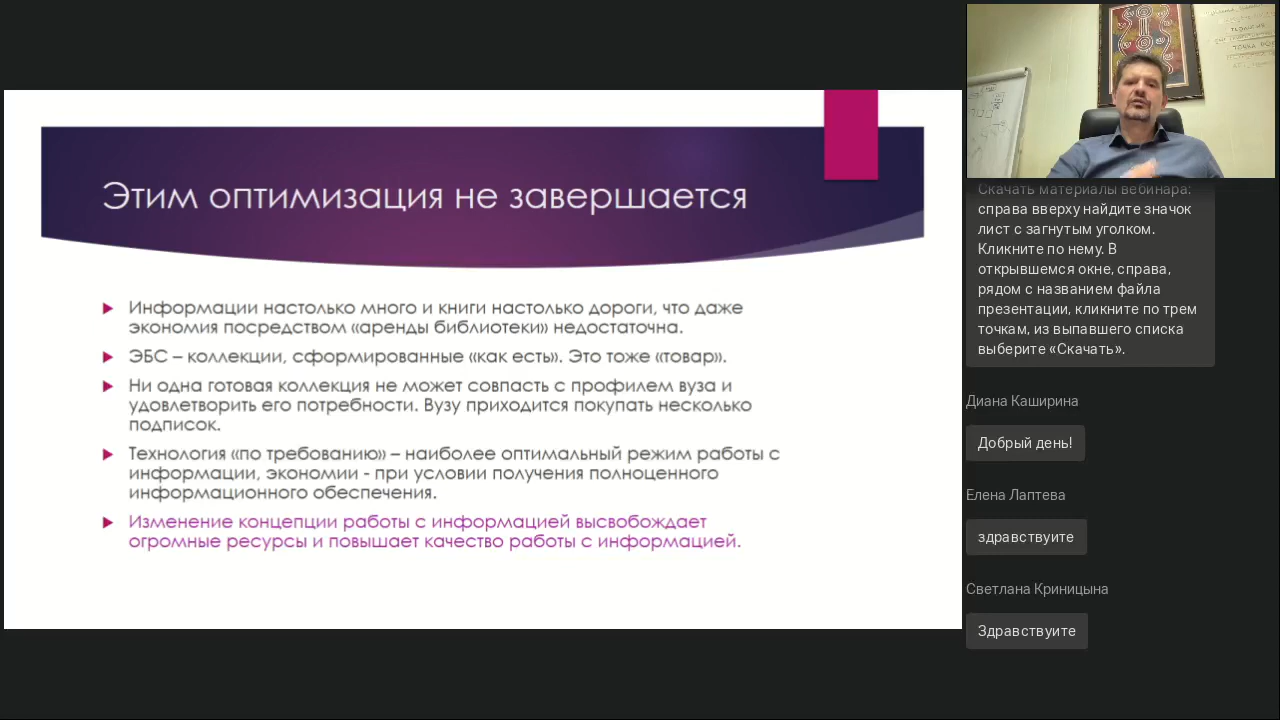 Этим оптимизация не завершается
Информации настолько много и книги настолько дороги, что даже
экономия посредством «аренды библиотеки» недостаточна.
ЭБС – коллекции, сформированные «как есть». Это тоже «товар».
Ни одна готовая коллекция не может совпасть с профилем вуза и
удовлетворить его потребности. Вузу приходится покупать несколько
подписок.
Технология «по требованию» – наиболее оптимальный режим работы с
информации, экономии - при условии получения полноценного
информационного обеспечения.
Изменение концепции работы с информацией высвобождает
огромные ресурсы и повышает качество работы с информацией.
Скачать материалы вебинара:
справа вверху найдите значок
лист с загнутым уголком.
Кликните по нему. В
открывшемся окне, справа,
рядом с названием файла
презентации, кликните по трем
точкам, из выпавшего списка
выберите «Скачать».
Диана Каширина
Добрый день!
Елена Лаптева
здравствуите
Светлана Криницына
Здравствуите